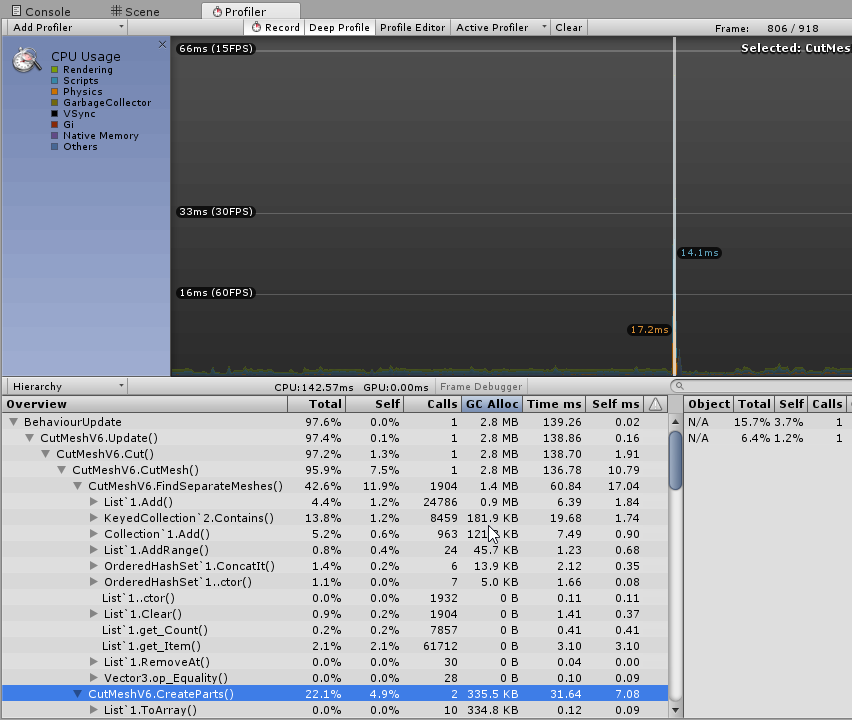 Console Scene Profiler
Add Profiler Record Deep Profile Profile Editor Active Profiler Clear Frame: 806 / 918
CPU Usage
Rendering
Scripts
Physics
GarbageCollector
VSync
Gi
Native Memory
Others
66ms (15FPS)
Selected: CutMes
33ms (30FPS)
14.1ms
16ms (60FPS)
17.2ms
Hierarchy CPU:142.57ms GPU:0.00ms Frame Debugger
Overview Total Self Calls GC Alloc Time ms Self ms Object Total Self Calls
BehaviourUpdate 97.6% 0.0% 1 2.8 MB 139.26 0.02 N/A 15.7% 3.7% 1
CutMeshV6.Update() 97.4% 0.1% 1 2.8 MB 138.86 0.16 N/A 6.4% 1.2% 1
CutMeshV6.Cut() 97.2% 1.3% 1 2.8 MB 138.70 1.91
CutMeshV6.CutMesh() 95.9% 7.5% 1 2.8 MB 136.78 10.79
CutMeshV6.FindSeparateMeshes() 42.6% 11.9% 1904 1.4 MB 60.84 17.04
List`1.Add() 4.4% 1.2% 24786 0.9 MB 6.39 1.84
KeyedCollection`2.Contains() 13.8% 1.2% 8459 181.9 KB 19.68 1.74
Collection`1.Add() 5.2% 0.6% 963 KB 7.49 0.90
List`1.AddRange() 0.8% 0.4% 24 45.7 KB 1.23 0.68
OrderedHashSet`1.ConcatIt() 1.4% 0.2% 6 13.9 KB 2.12 0.35
OrderedHashSet`1..ctor() 1.1% 0.0% 7 5.0 KB 1.66 0.08
List`1..ctor() 0.0% 0.0% 1932 0 B 0.11 0.11
List`1.Clear() 0.9% 0.2% 1904 0 B 1.41 0.37
List`1.get_Count() 0.2% 0.2% 7857 0 B 0.41 0.41
List`1.get_Item() 2.1% 2.1% 61712 0 B 3.10 3.10
List`1.RemoveAt() 0.0% 0.0% 30 0 B 0.04 0.00
Vector3.op_Equality() 0.0% 0.0% 28 0 B 0.10 0.09
CutMeshV6.CreateParts() 22.1% 4.9% 2 335.5 KB 31.64 7.08
List`1.ToArray() 0.0% 0.0% 10 334.8 KB 0.12 0.09